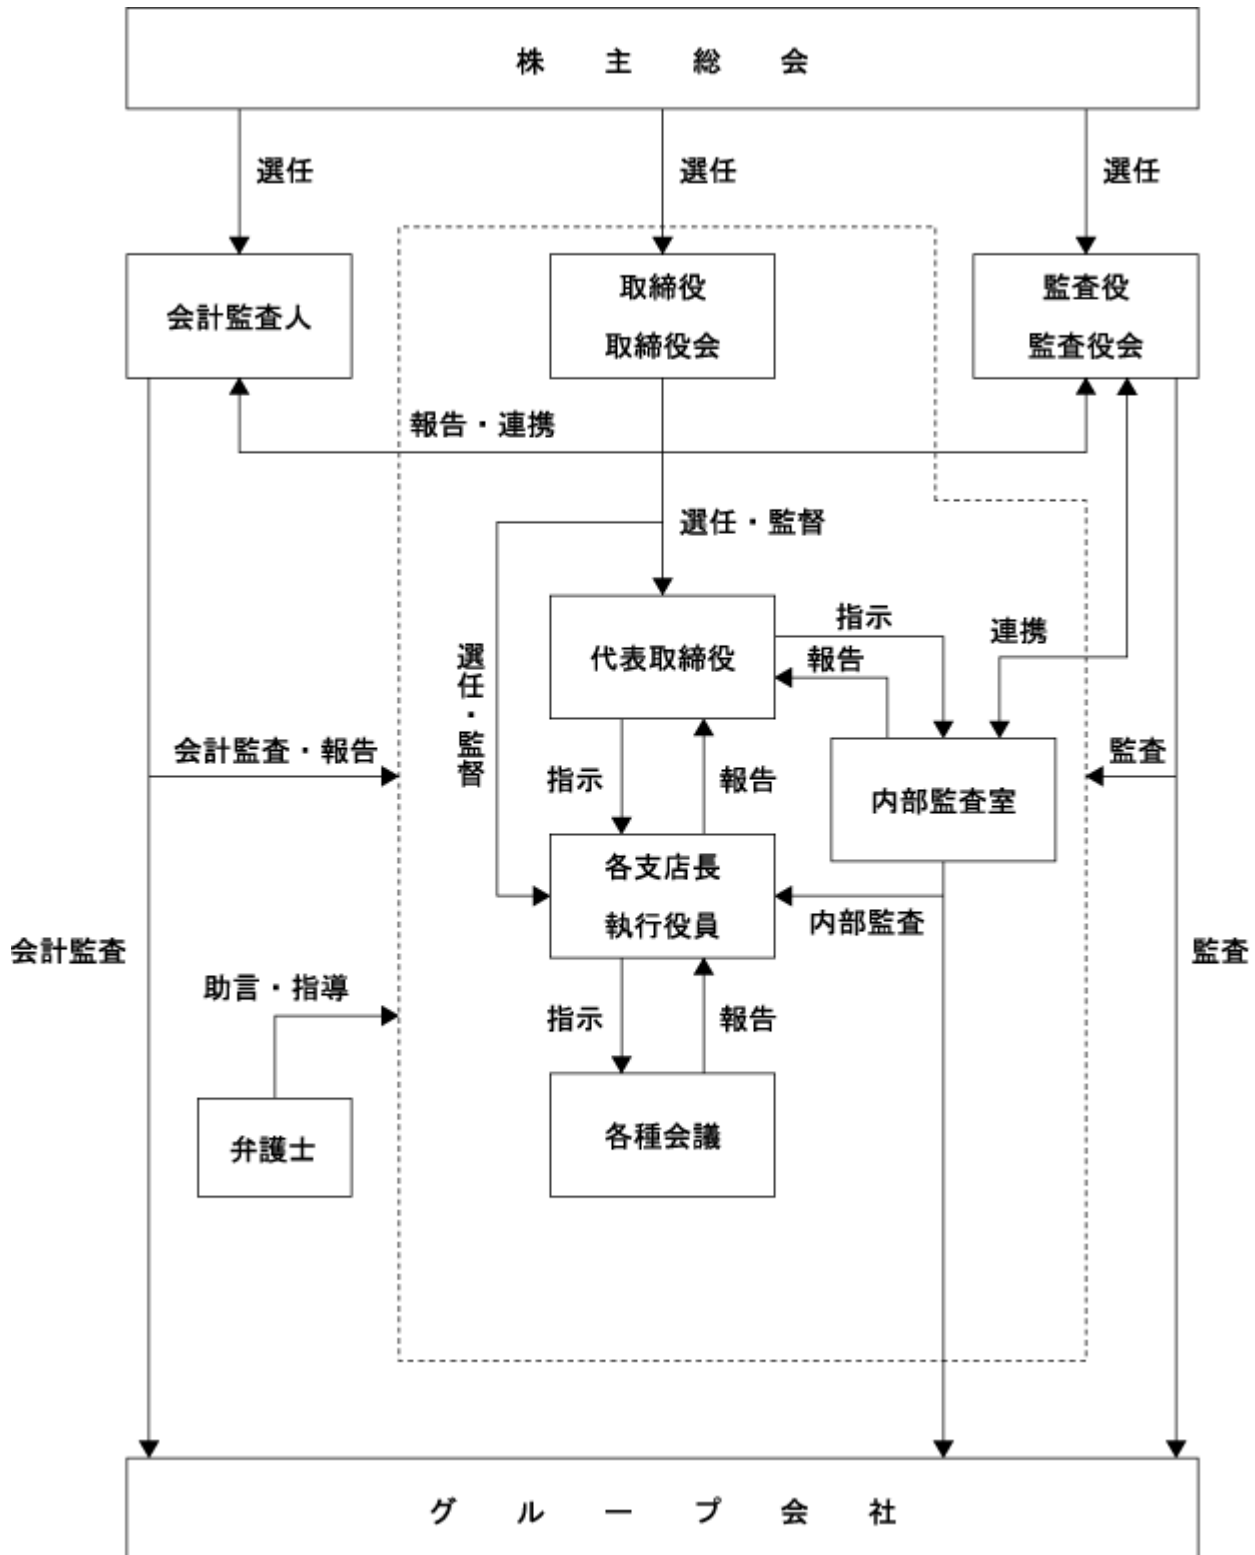 株主総会
選任
選任
選任
会計監査人
取締役
取締役会
監査役
監査役会
報告・連携
選任・監督
選任・監督
代表取締役
指示
報告
連携
会計監査・報告
指示
報告
内部監査室
監査
各支店長
執行役員
内部監査
会計監査
監査
助言・指導
指示
報告
弁護士
各種会議
グループ会社